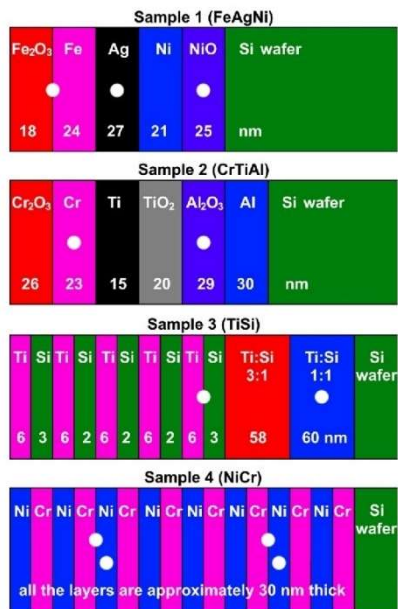 Sample 1 (FeAgNi)
Fe₂O₃ Fe Ag Ni NiO Si wafer
18 24 27 21 25 nm
Sample 2 (CrTiAl)
Cr₂O₃ Cr Ti TiO₂ Al₂O₃ Al Si wafer
26 23 15 20 29 30 nm
Sample 3 (TiSi)
Ti Si Ti Si Ti Si Ti Si Ti Si Ti:Si Ti:Si Si
3:1 1:1 wafer
6 3 6 2 6 2 6 2 6 3 58 60 nm
Sample 4 (NiCr)
Ni Cr Ni Cr Ni Cr Ni Cr Ni Cr Ni Cr Ni Cr Ni Cr Si
wafer
all the layers are approximately 30 nm thick